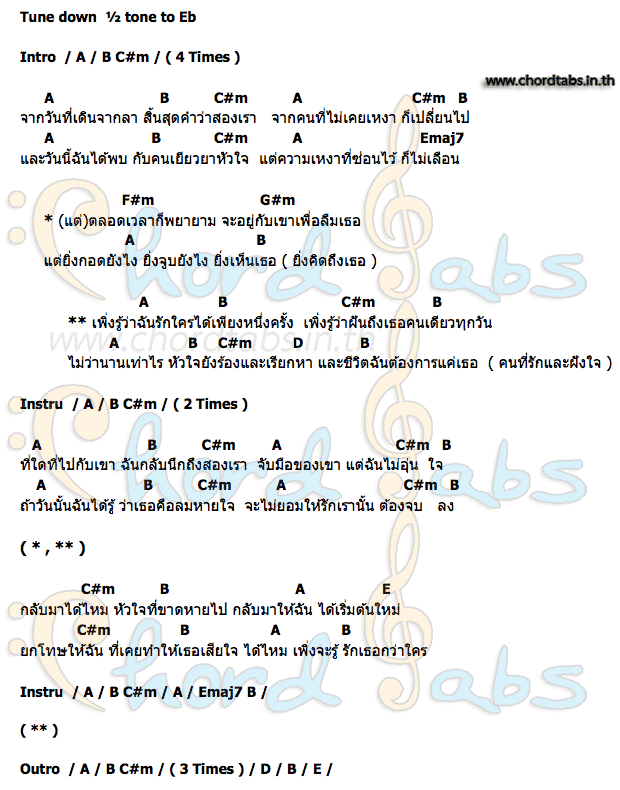 Tune down ½ tone to Eb
Intro / A / B C#m / ( 4 Times )
www.chordtabs.in.th
A B C#m A C#m B
จากวันที่เดินจากลา สิ้นสุดคำว่าสองเรา จากคนที่ไม่เคยเหงา ก็เปลี่ยนไป
A B C#m A Emaj7
และวันนี้ฉันได้พบ กับคนเยียวยาหัวใจ แต่ความเหงาที่ซ่อนไว้ ก็ไม่เลือน
F#m G#m
* (แต่)ตลอดเวลาก็พยายาม จะอยู่กับเขาเพื่อลืมเธอ
A B
แต่ยิ่งกอดยังไง ยิ่งจูบยังไง ยิ่งเห็นเธอ ( ยิ่งคิดถึงเธอ )
A B C#m B
** เพิ่งรู้ว่าฉันรักใครได้เพียงหนึ่งครั้ง เพิ่งรู้ว่าฝันถึงเธอคนเดียวทุกวัน
A B C#m D B
ไม่ว่านานเท่าไร หัวใจยังร้องและเรียกหา และชีวิตฉันต้องการแค่เธอ ( คนที่รักและฝังใจ )
Instru / A / B C#m / ( 2 Times )
A B C#m A C#m B
ที่ใดที่ไปกับเขา ฉันกลับนึกถึงสองเรา จับมือของเขา แต่ฉันไม่อุ่น ใจ
A B C#m A C#m B
ถ้าวันนั้นฉันได้รู้ ว่าเธอคือลมหายใจ จะไม่ยอมให้รักเรานั้น ต้องจบ ลง
( * , ** )
C#m B A E
กลับมาได้ไหม หัวใจที่ขาดหายไป กลับมาให้ฉัน ได้เริ่มต้นใหม่
C#m B A B
ยกโทษให้ฉัน ที่เคยทำให้เธอเสียใจ ได้ไหม เพิ่งจะรู้ รักเธอกว่าใคร
Instru / A / B C#m / A / Emaj7 B /
( ** )
Outro / A / B C#m / ( 3 Times ) / D / B / E /